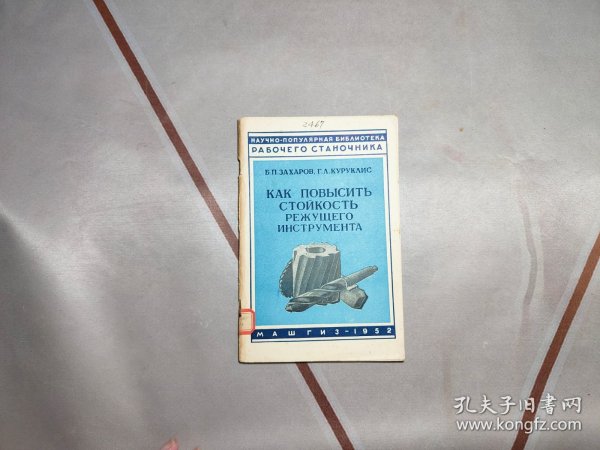 2467
НАУЧНО-ПОПУЛЯРНАЯ БИБЛИОТЕКА
РАБОЧЕГО СТАНОЧНИКА
Б.П.ЗАХАРОВ, Г.Л.КУРУКЛИС
КАК ПОВЫСИТЬ
СТОЙКОСТЬ
РЕЖУЩЕГО
ИНСТРУМЕНТА
МАШГИЗ-1952
孔夫子旧书网
www.kongfz.com